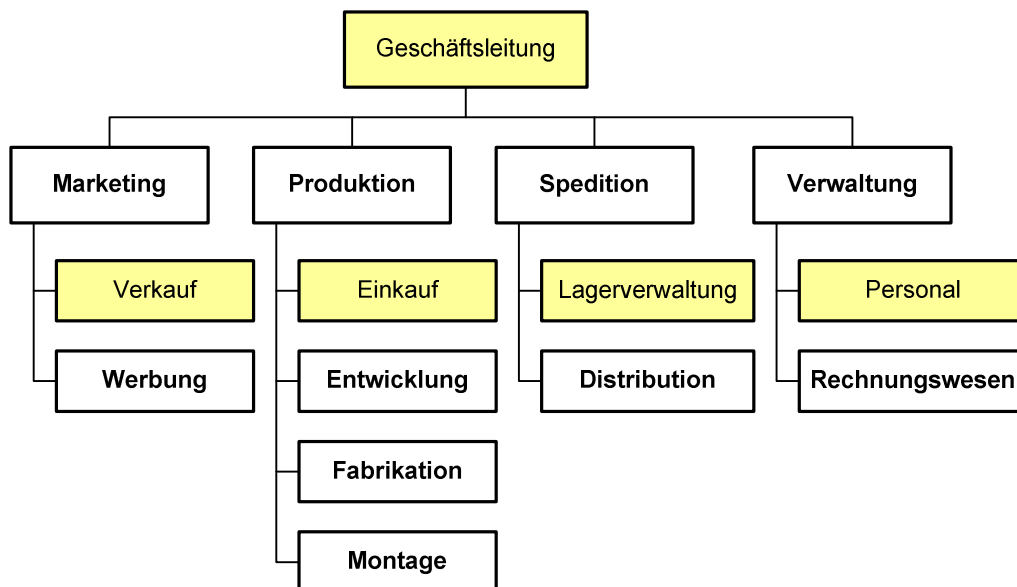 Geschäftsleitung
Marketing
Produktion
Spedition
Verwaltung
Verkauf
Einkauf
Lagerverwaltung
Personal
Werbung
Entwicklung
Distribution
Rechnungswesen
Fabrikation
Montage